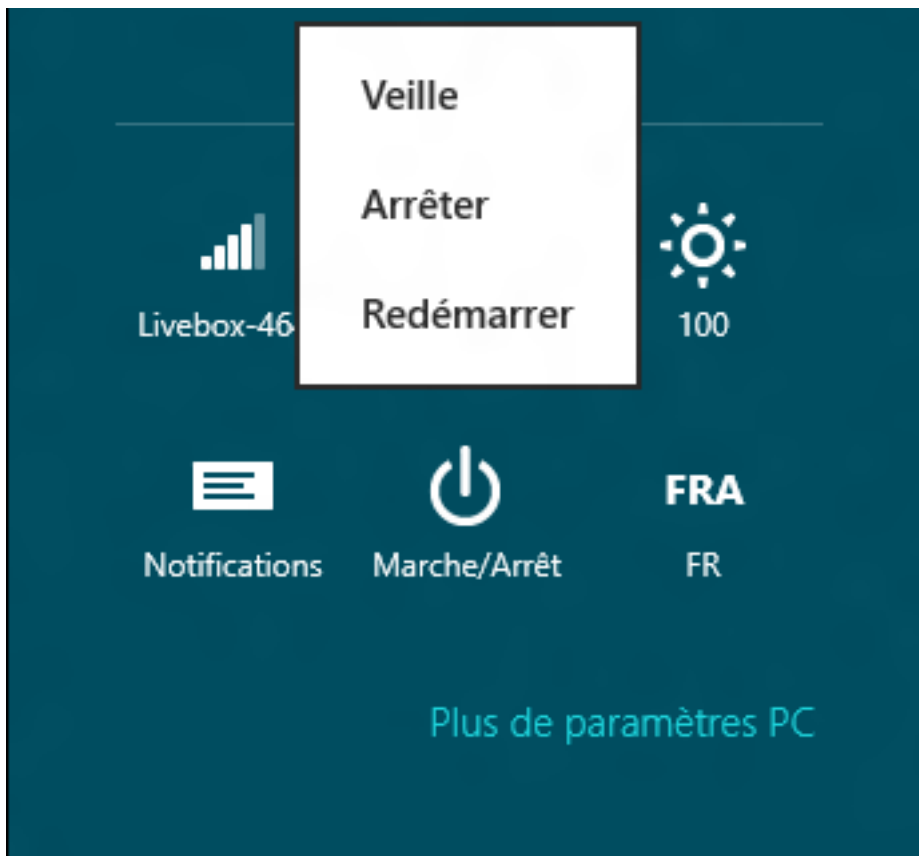 Veille
Arrêter
Redémarrer
Livebox-46
100
FRA
Notifications
Marche/Arrêt
FR
Plus de paramètres PC